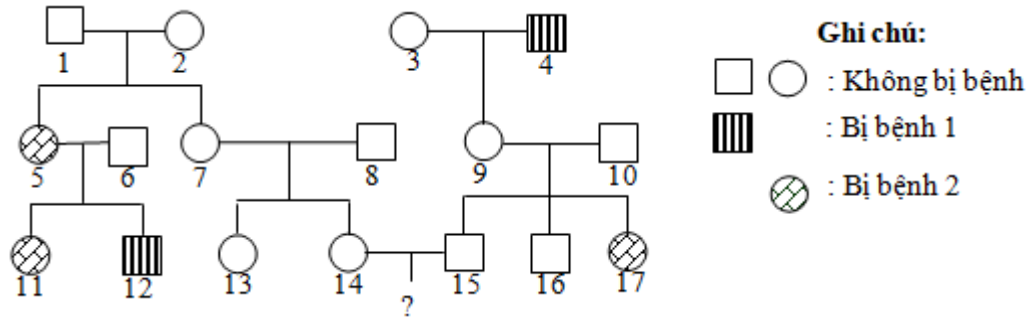 1 2 3 4
Ghi chú:
: Không bị bệnh
: Bị bệnh 1
: Bị bệnh 2
5 6 7 8 9 10
11 12 13 14 15 16 17
?